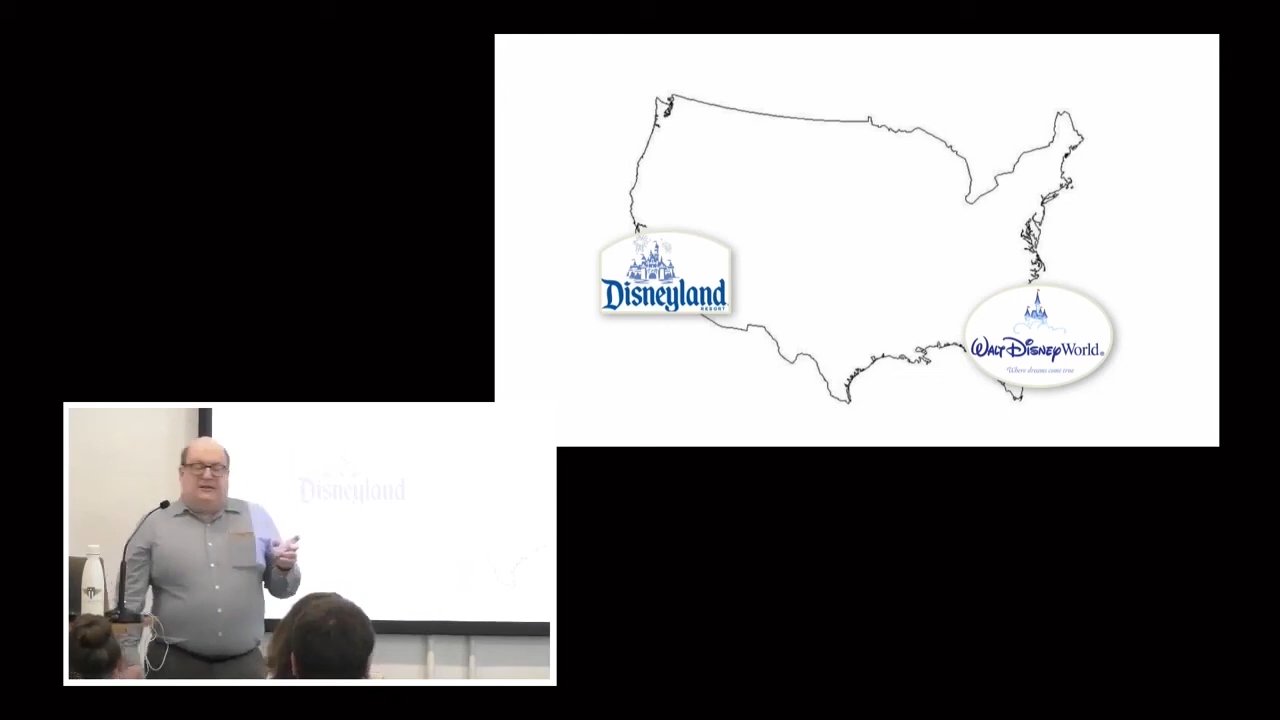 Disneyland
RESORT
WALT DISNEY World®
Where dreams come true
Disneyland